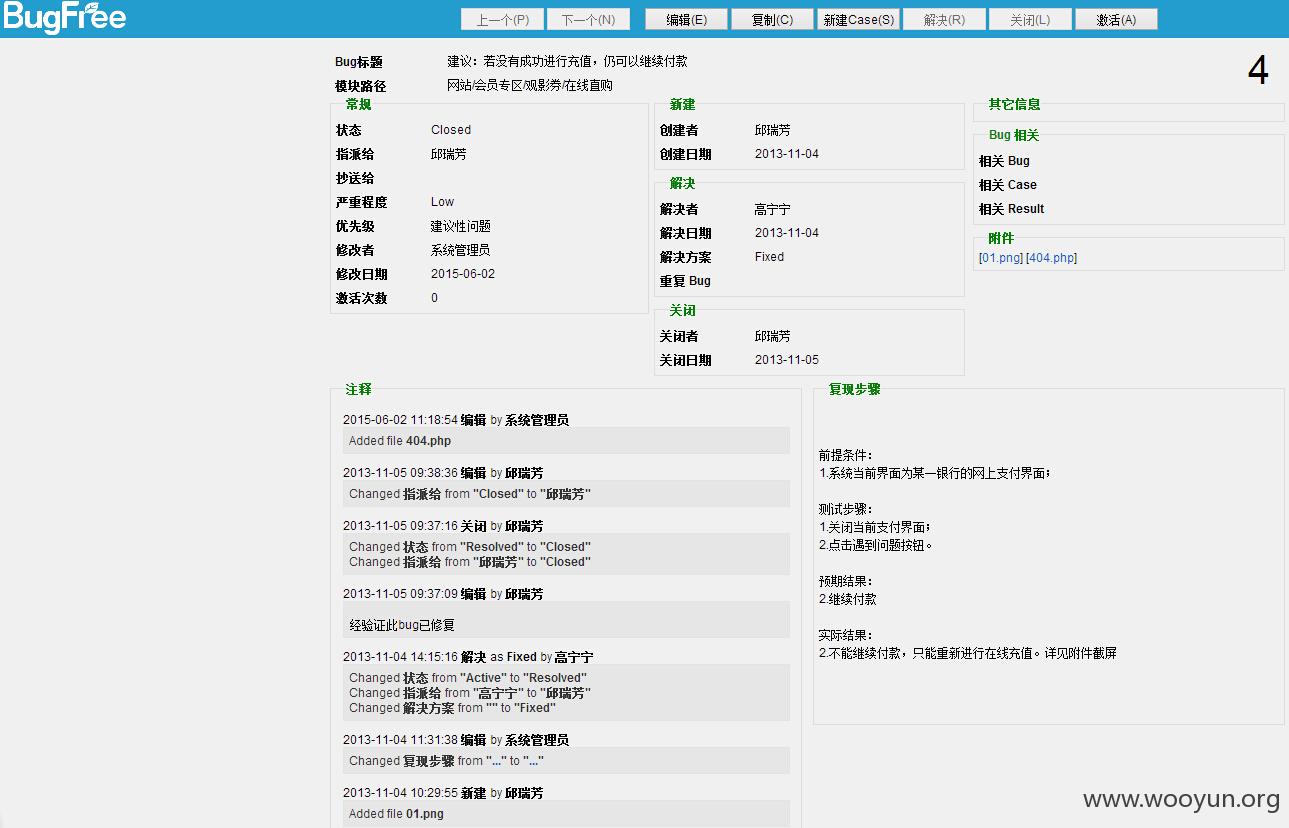 BugFree
上一个(P) 下一个(N) 编辑(E) 复制(C) 新建Case(S) 解决(R) 关闭(L) 激活(A)
Bug标题 建议：若没有成功进行充值，仍可以继续付款
4
模块路径 网站/会员专区/观影券/在线直购
常规
状态 Closed
指派给 邱瑞芳
抄送给
严重程度 Low
优先级 建议性问题
修改者 系统管理员
修改日期 2015-06-02
激活次数 0
新建
创建者 邱瑞芳
创建日期 2013-11-04
解决
解决者 高宁宁
解决日期 2013-11-04
解决方案 Fixed
重复 Bug
关闭
关闭者 邱瑞芳
关闭日期 2013-11-05
其它信息
Bug 相关
相关 Bug
相关 Case
相关 Result
附件
[01.png] [404.php]
注释
2015-06-02 11:18:54 编辑 by 系统管理员
Added file 404.php
2013-11-05 09:38:36 编辑 by 邱瑞芳
Changed 指派给 from "Closed" to "邱瑞芳"
2013-11-05 09:37:16 关闭 by 邱瑞芳
Changed 状态 from "Resolved" to "Closed"
Changed 指派给 from "邱瑞芳" to "Closed"
2013-11-05 09:37:09 编辑 by 邱瑞芳
经验证此bug已修复
2013-11-04 14:15:16 解决 as Fixed by 高宁宁
Changed 状态 from "Active" to "Resolved"
Changed 指派给 from "高宁宁" to "邱瑞芳"
Changed 解决方案 from "" to "Fixed"
2013-11-04 11:31:38 编辑 by 系统管理员
Changed 复现步骤 from "..." to "..."
2013-11-04 10:29:55 新建 by 邱瑞芳
Added file 01.png
复现步骤
前提条件：
1.系统当前界面为某一银行的网上支付界面；
测试步骤：
1.关闭当前支付界面；
2.点击遇到问题按钮。
预期结果：
2.继续付款
实际结果：
2.不能继续付款，只能重新进行在线充值。详见附件截屏
www.wooyun.org